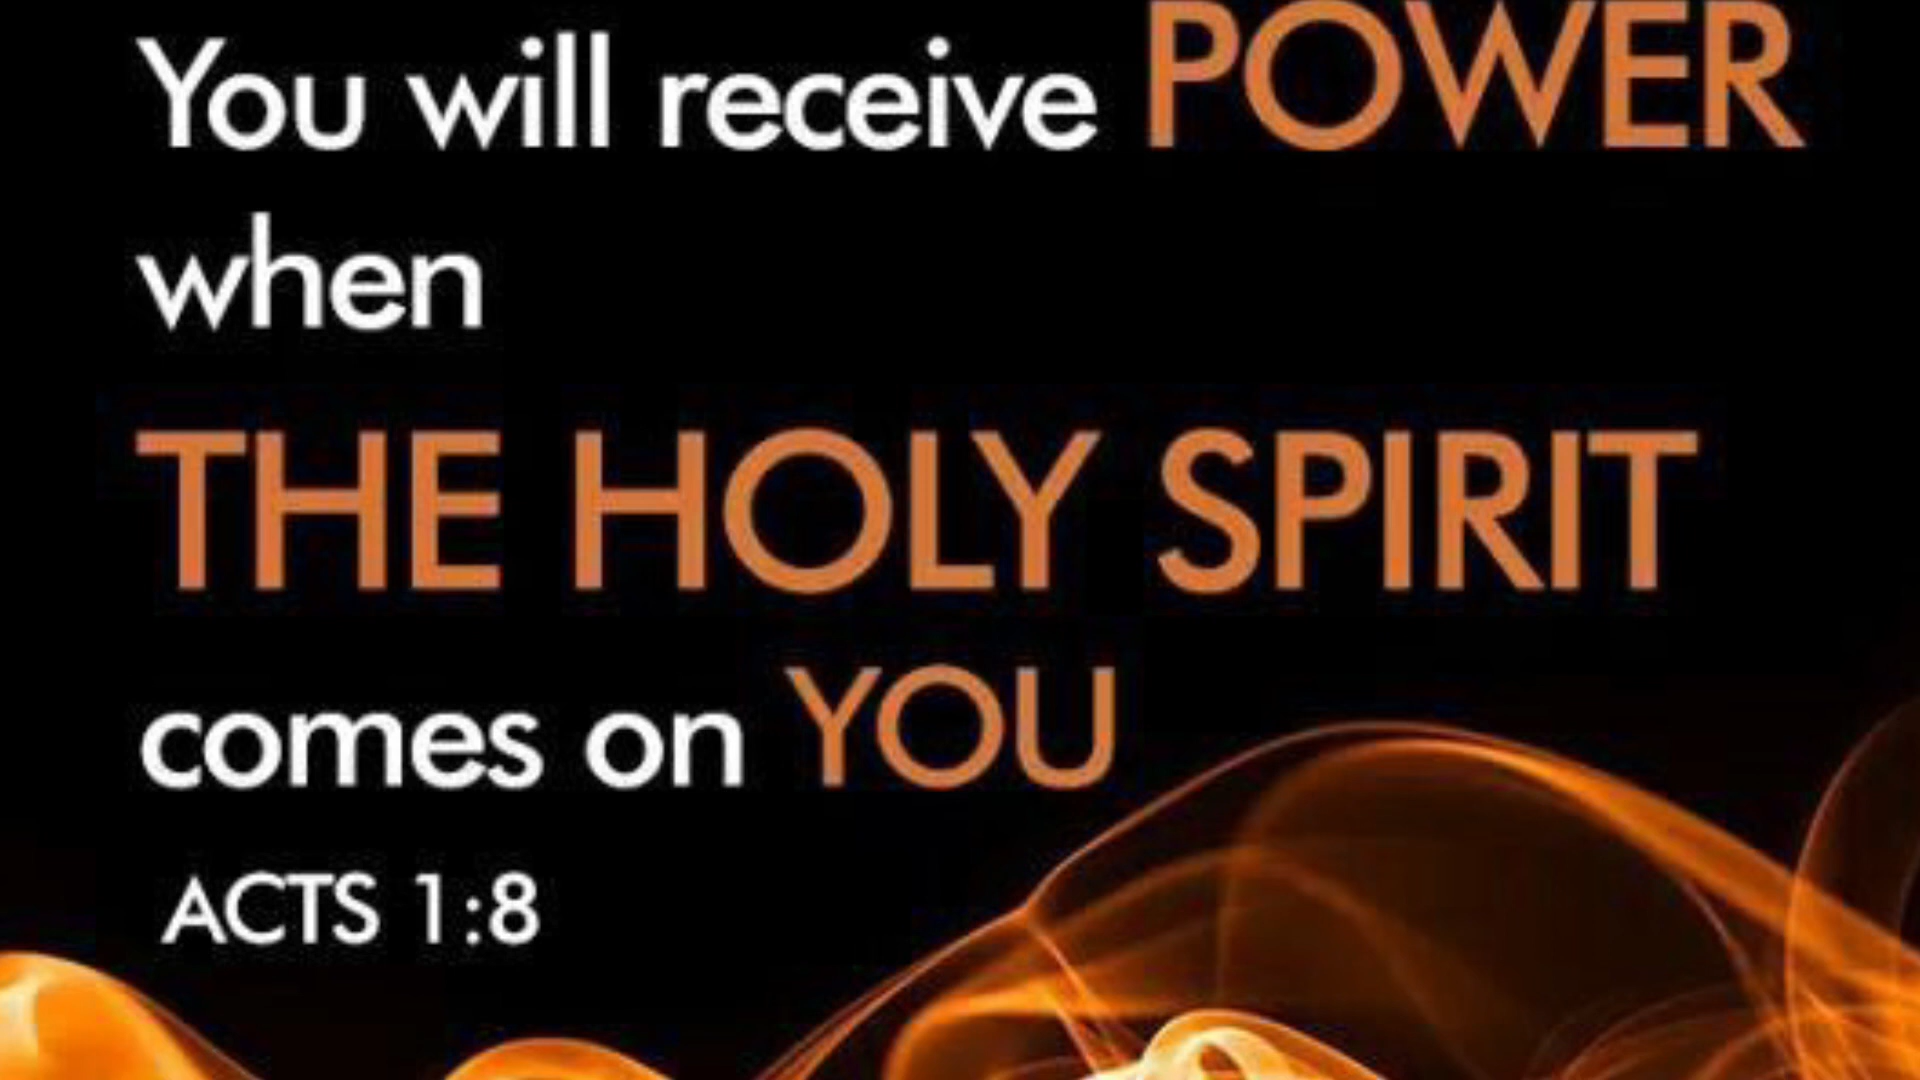 You will receive POWER
when
THE HOLY SPIRIT
comes on YOU
ACTS 1:8